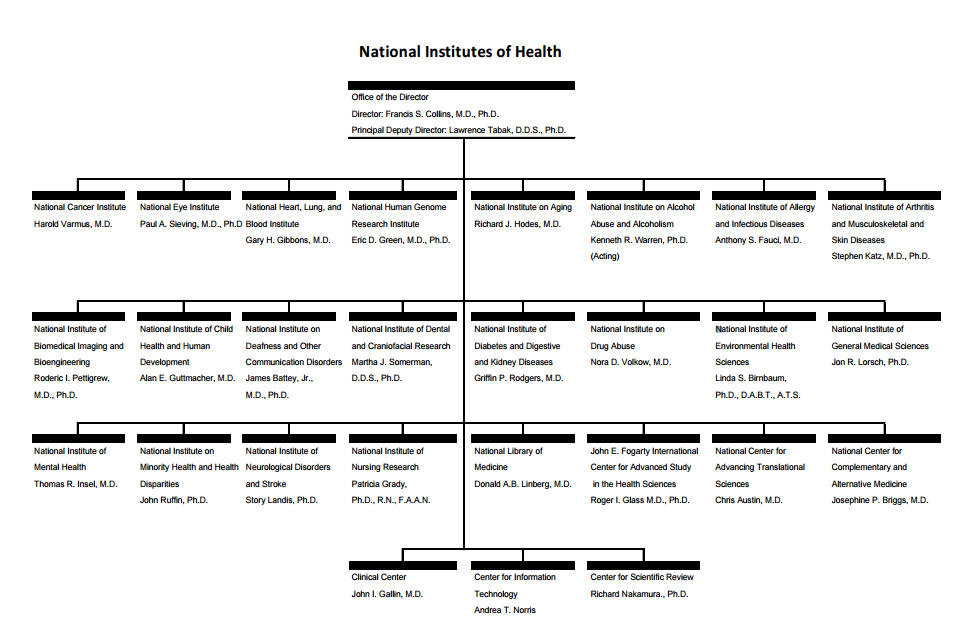 National Institutes of Health
Office of the Director
Director: Francis S. Collins, M.D., Ph.D.
Principal Deputy Director: Lawrence Tabak, D.D.S., Ph.D.
National Cancer Institute
Harold Varmus, M.D.
National Eye Institute
Paul A. Sieving, M.D., Ph.D
National Heart, Lung, and
Blood Institute
Gary H. Gibbons, M.D.
National Human Genome
Research Institute
Eric D. Green, M.D., Ph.D.
National Institute on Aging
Richard J. Hodes, M.D.
National Institute on Alcohol
Abuse and Alcoholism
Kenneth R. Warren, Ph.D.
(Acting)
National Institute of Allergy
and Infectious Diseases
Anthony S. Fauci, M.D.
National Institute of Arthritis
and Musculoskeletal and
Skin Diseases
Stephen Katz, M.D., Ph.D.
National Institute of
Biomedical Imaging and
Bioengineering
Roderic I. Pettigrew,
M.D., Ph.D.
National Institute of Child
Health and Human
Development
Alan E. Guttmacher, M.D.
National Institute on
Deafness and Other
Communication Disorders
James Battey, Jr.,
M.D., Ph.D.
National Institute of Dental
and Craniofacial Research
Martha J. Somerman,
D.D.S., Ph.D.
National Institute of
Diabetes and Digestive
and Kidney Diseases
Griffin P. Rodgers, M.D.
National Institute on
Drug Abuse
Nora D. Volkow, M.D.
National Institute of
Environmental Health
Sciences
Linda S. Birnbaum,
Ph.D., D.A.B.T., A.T.S.
National Institute of
General Medical Sciences
Jon R. Lorsch, Ph.D.
National Institute of
Mental Health
Thomas R. Insel, M.D.
National Institute on
Minority Health and Health
Disparities
John Ruffin, Ph.D.
National Institute of
Neurological Disorders
and Stroke
Story Landis, Ph.D.
National Institute of
Nursing Research
Patricia Grady,
Ph.D., R.N., F.A.A.N.
National Library of
Medicine
Donald A.B. Linberg, M.D.
John E. Fogarty International
Center for Advanced Study
in the Health Sciences
Roger I. Glass M.D., Ph.D.
National Center for
Advancing Translational
Sciences
Chris Austin, M.D.
National Center for
Complementary and
Alternative Medicine
Josephine P. Briggs, M.D.
Clinical Center
John I. Gallin, M.D.
Center for Information
Technology
Andrea T. Norris
Center for Scientific Review
Richard Nakamura., Ph.D.